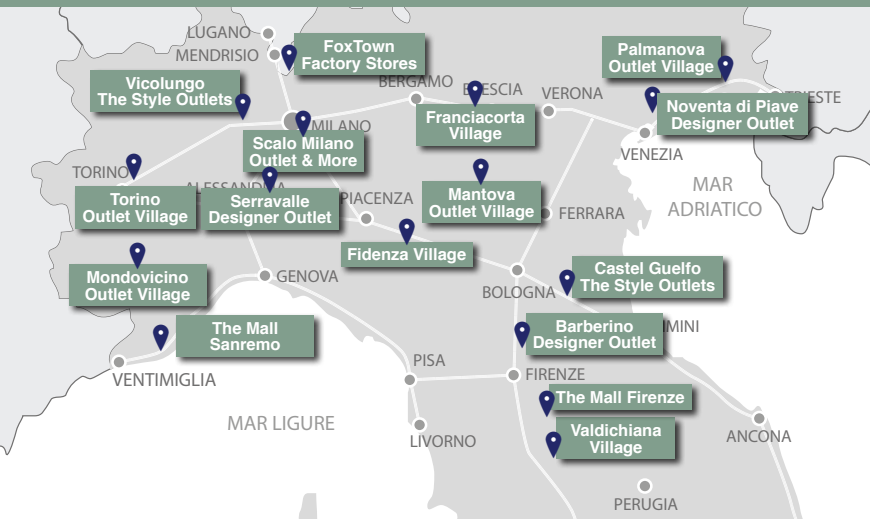 LUGANO
MENDRISIO
FoxTown
Factory Stores
Palmanova
Outlet Village
Vicolungo
The Style Outlets
BERGAMO
BRESCIA
VERONA
TRIESTE
Noventa di Piave
Designer Outlet
Franciacorta
Village
MILANO
Scalo Milano
Outlet & More
VENEZIA
TORINO
ALESSANDRIA
PIACENZA
Mantova
Outlet Village
MAR
ADRIATICO
Torino
Outlet Village
Serravalle
Designer Outlet
FERRARA
Fidenza Village
Mondovicino
Outlet Village
GENOVA
BOLOGNA
Castel Guelfo
The Style Outlets
The Mall
Sanremo
Barberino
Designer Outlet
IMINI
PISA
FIRENZE
VENTIMIGLIA
The Mall Firenze
MAR LIGURE
LIVORNO
Valdichiana
Village
ANCONA
PERUGIA